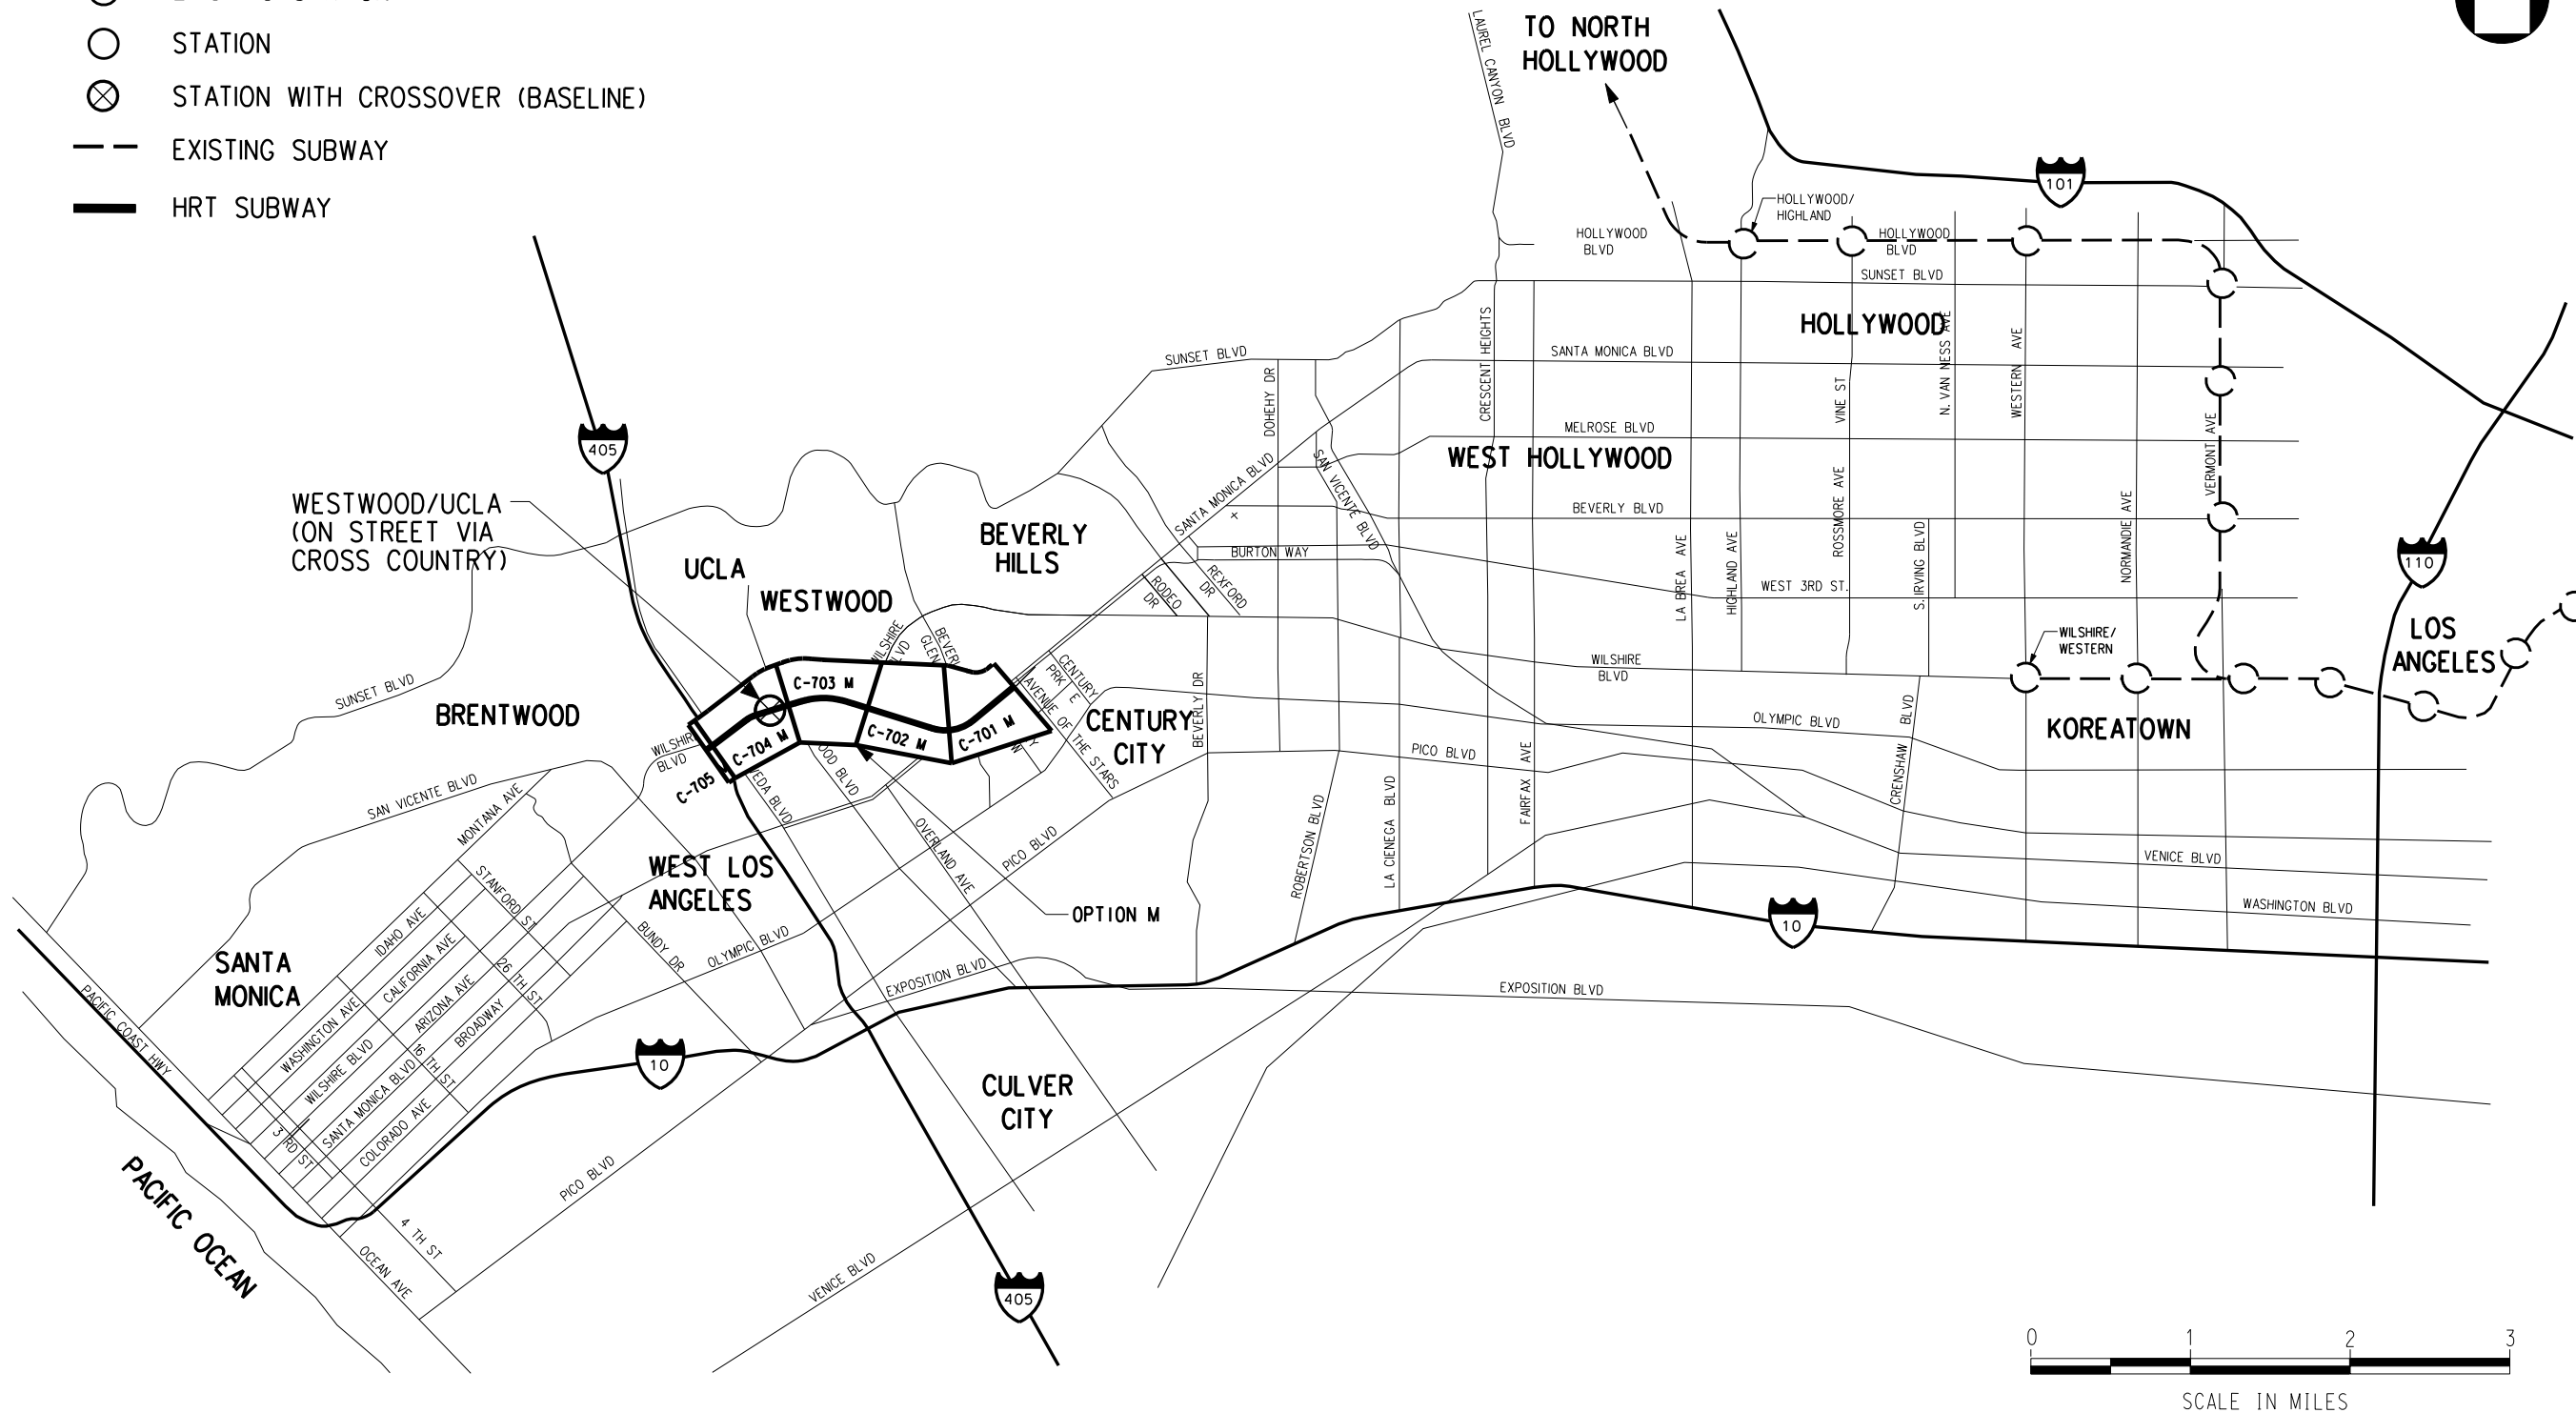 STATION
STATION WITH CROSSOVER (BASELINE)
EXISTING SUBWAY
HRT SUBWAY
TO NORTH
HOLLYWOOD
LAUREL CANYON BLVD
101
HOLLYWOOD/
HIGHLAND
HOLLYWOOD
BLVD
HOLLYWOOD
BLVD
SUNSET BLVD
HOLLYWOOD
CRESCENT HEIGHTS
N. VAN NESS AVE
WESTERN AVE
SANTA MONICA BLVD
SUNSET BLVD
DOHEHY DR
VINE ST
MELROSE BLVD
VERMONT AVE
WEST HOLLYWOOD
405
SANTA MONICA BLVD
SAN VICENTE BLVD
ROSSMORE AVE
NORMANDIE AVE
WESTWOOD/UCLA
(ON STREET VIA
CROSS COUNTRY)
BEVERLY
HILLS
BEVERLY BLVD
BURTON WAY
LA BREA AVE
HIGHLAND AVE
S. IRVING BLVD
110
UCLA
WESTWOOD
RODEO
DR
REXFORD
DR
WEST 3RD ST.
LOS
ANGELES
WILSHIRE/
WESTERN
WILSHIRE
BLVD
GLEN
WILSHIRE
BLVD
CENTURY
PRK E
AVENUE OF THE STARS
C-703 M
C-702 M
C-701 M
C-704 M
C-705
SUNSET BLVD
BRENTWOOD
CENTURY
CITY
BEVERLY DR
OLYMPIC BLVD
CRENSHAW BLVD
KOREATOWN
BLVD
PICO BLVD
SAN VICENTE BLVD
MONTANA AVE
OVERLAND AVE
PICO BLVD
ROBERTSON BLVD
LA CIENEGA BLVD
FAIRFAX AVE
VENICE BLVD
WEST LOS
ANGELES
STANFORD ST
OPTION M
WASHINGTON BLVD
10
IDAHO AVE
CALIFORNIA AVE
BUNDY DR
OLYMPIC BLVD
SANTA
MONICA
26 TH ST
EXPOSITION BLVD
EXPOSITION BLVD
PACIFIC COAST HWY
WASHINGTON AVE
ARIZONA AVE
BROADWAY
WILSHIRE BLVD
16 TH ST
SANTA MONICA BLVD
COLORADO AVE
3 RD ST
10
CULVER
CITY
PACIFIC OCEAN
PICO BLVD
4 TH ST
OCEAN AVE
VENICE BLVD
405
0 1 2 3
SCALE IN MILES